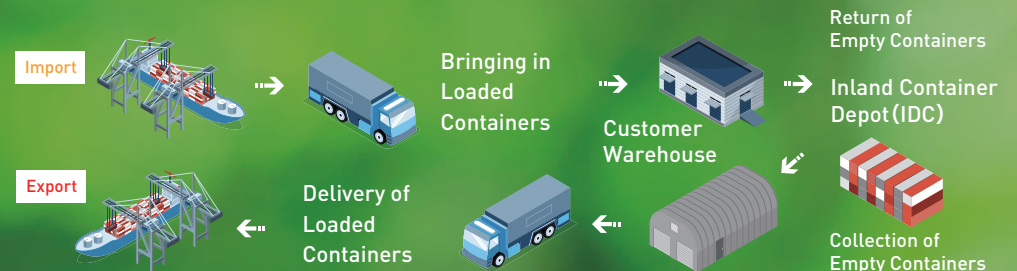 Import
Bringing in
Loaded
Containers
Customer
Warehouse
Return of
Empty Containers
Inland Container
Depot (IDC)
Export
Delivery of
Loaded
Containers
Collection of
Empty Containers